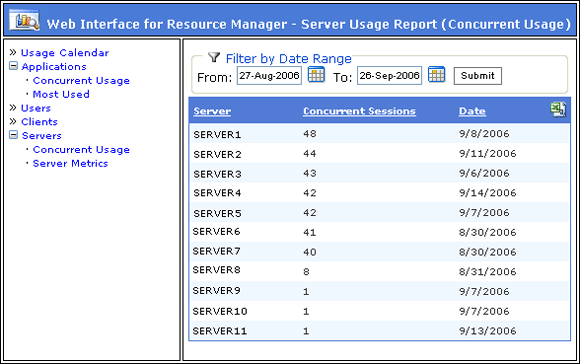 Web Interface for Resource Manager - Server Usage Report (Concurrent Usage)
» Usage Calendar
Applications
· Concurrent Usage
· Most Used
» Users
» Clients
Servers
· Concurrent Usage
· Server Metrics
Filter by Date Range
From: 27-Aug-2006 To: 26-Sep-2006 Submit
Server Concurrent Sessions Date
SERVER1 48 9/8/2006
SERVER2 44 9/11/2006
SERVER3 43 9/6/2006
SERVER4 42 9/14/2006
SERVER5 42 9/7/2006
SERVER6 41 8/30/2006
SERVER7 40 8/30/2006
SERVER8 8 8/31/2006
SERVER9 1 9/7/2006
SERVER10 1 9/7/2006
SERVER11 1 9/13/2006